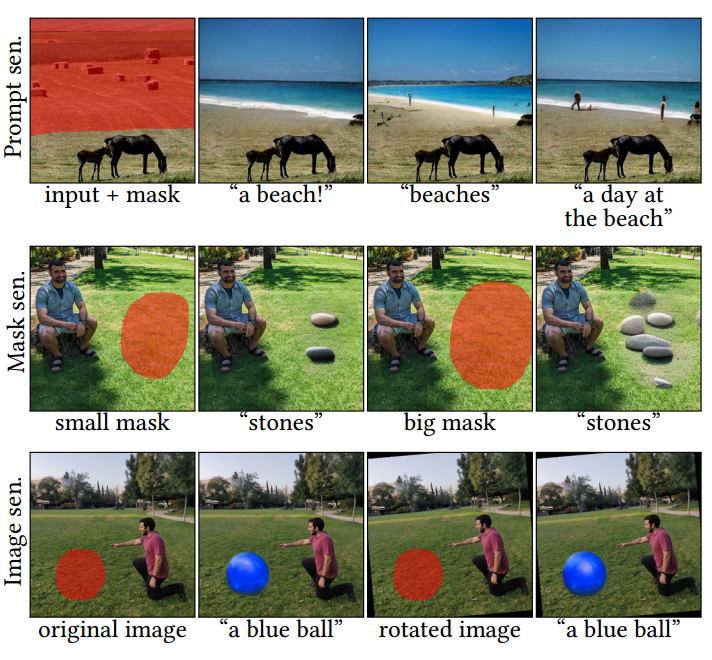 Prompt sen.
input + mask
“a beach!”
“beaches”
“a day at
the beach”
Mask sen.
small mask
“stones”
big mask
“stones”
Image sen.
original image
“a blue ball”
rotated image
“a blue ball”